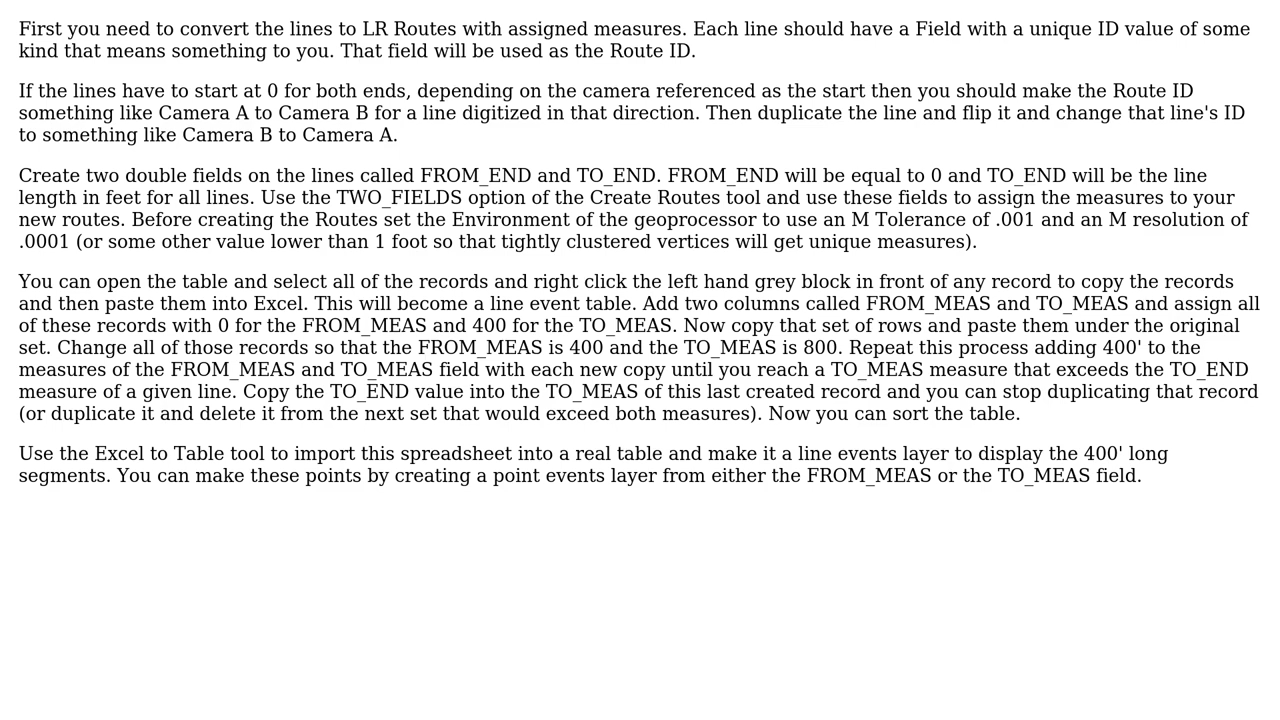 First you need to convert the lines to LR Routes with assigned measures. Each line should have a Field with a unique ID value of some
kind that means something to you. That field will be used as the Route ID.
If the lines have to start at 0 for both ends, depending on the camera referenced as the start then you should make the Route ID
something like Camera A to Camera B for a line digitized in that direction. Then duplicate the line and flip it and change that line's ID
to something like Camera B to Camera A.
Create two double fields on the lines called FROM_END and TO_END. FROM_END will be equal to 0 and TO_END will be the line
length in feet for all lines. Use the TWO_FIELDS option of the Create Routes tool and use these fields to assign the measures to your
new routes. Before creating the Routes set the Environment of the geoprocessor to use an M Tolerance of .001 and an M resolution of
.0001 (or some other value lower than 1 foot so that tightly clustered vertices will get unique measures).
You can open the table and select all of the records and right click the left hand grey block in front of any record to copy the records
and then paste them into Excel. This will become a line event table. Add two columns called FROM_MEAS and TO_MEAS and assign all
of these records with 0 for the FROM_MEAS and 400 for the TO_MEAS. Now copy that set of rows and paste them under the original
set. Change all of those records so that the FROM_MEAS is 400 and the TO_MEAS is 800. Repeat this process adding 400' to the
measures of the FROM_MEAS and TO_MEAS field with each new copy until you reach a TO_MEAS measure that exceeds the TO_END
measure of a given line. Copy the TO_END value into the TO_MEAS of this last created record and you can stop duplicating that record
(or duplicate it and delete it from the next set that would exceed both measures). Now you can sort the table.
Use the Excel to Table tool to import this spreadsheet into a real table and make it a line events layer to display the 400' long
segments. You can make these points by creating a point events layer from either the FROM_MEAS or the TO_MEAS field.